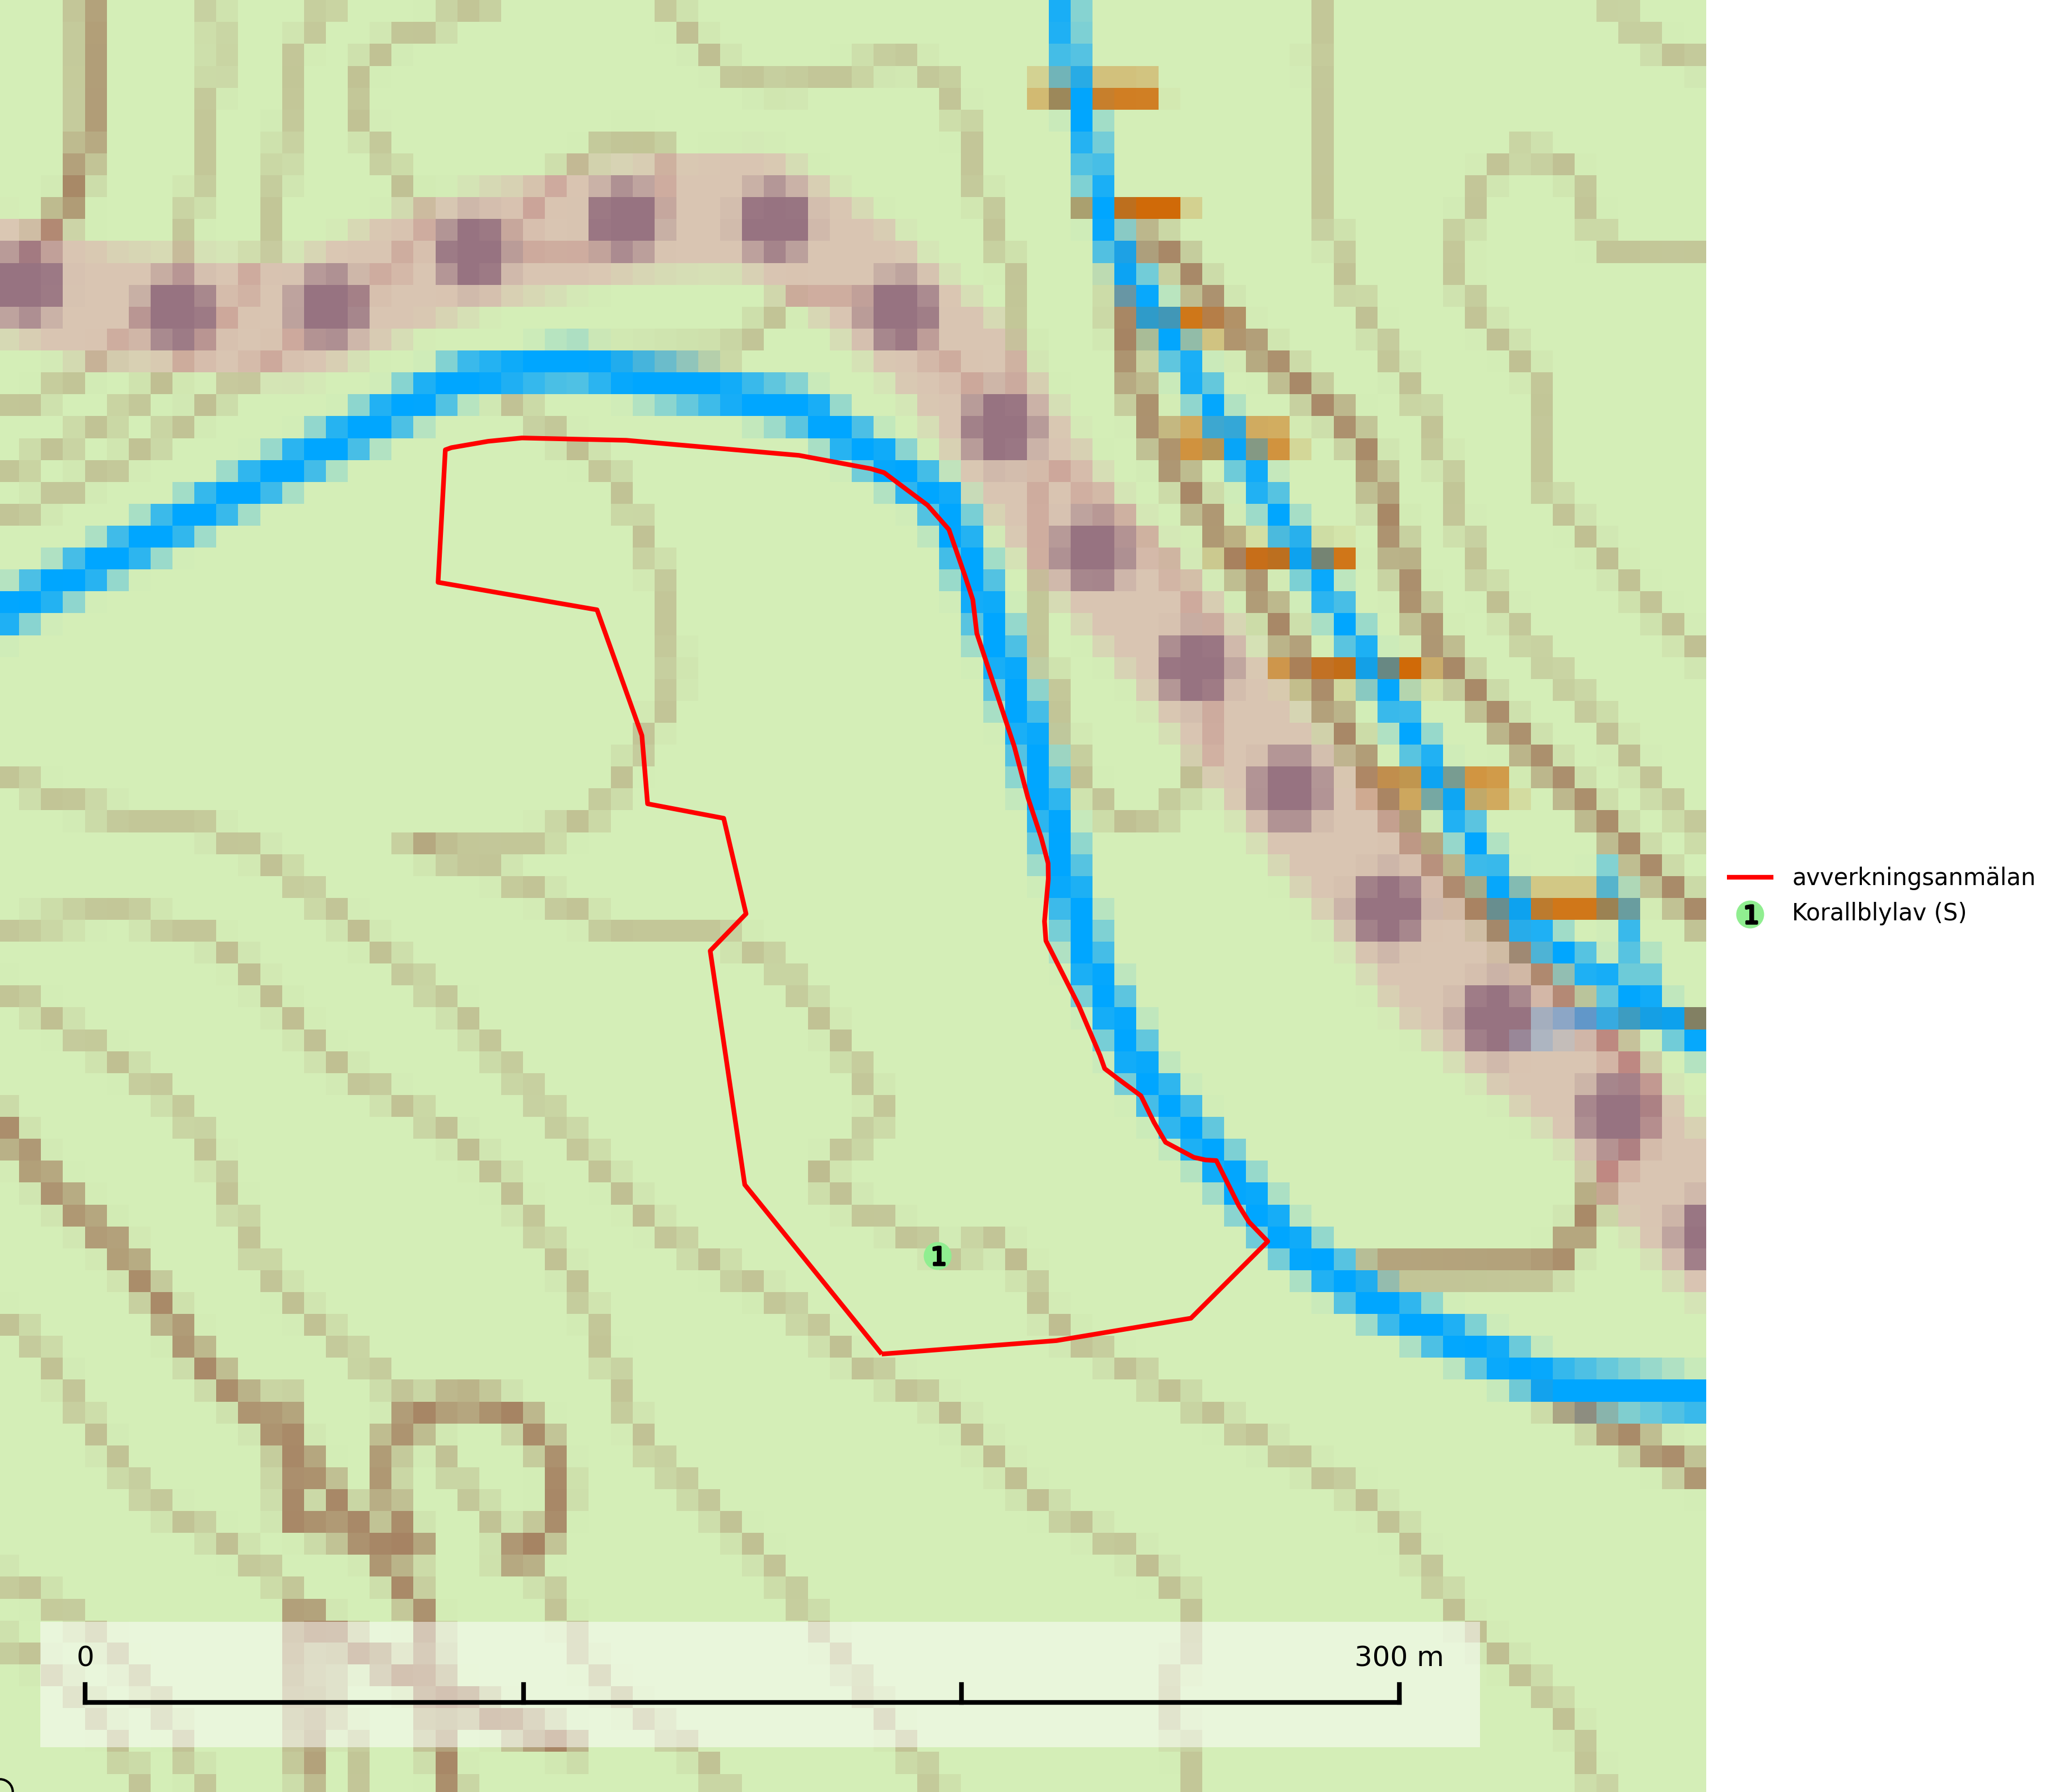 avverkningsanmälan
1 Korallblylav (S)
1
0 300 m